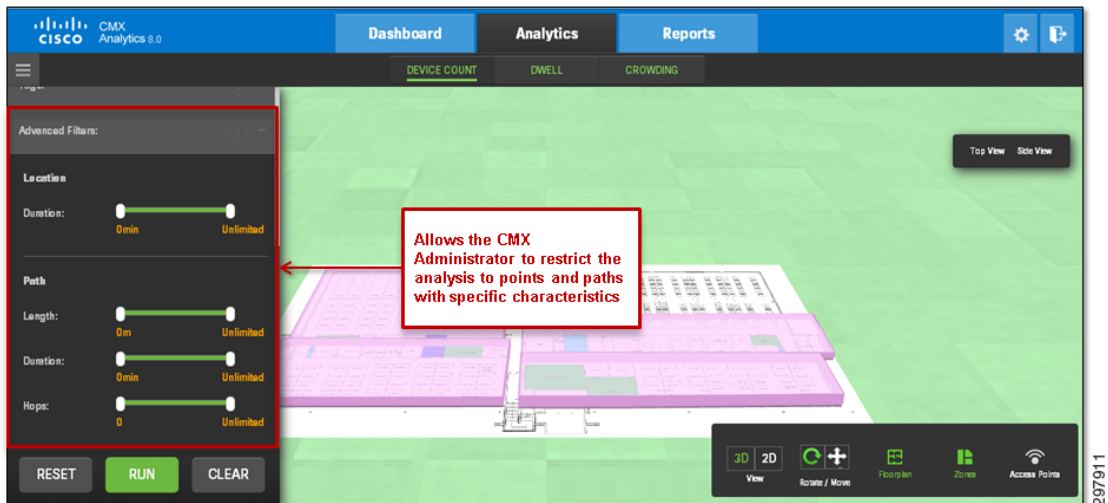 CISCO
CMX
Analytics 8.0
Dashboard
Analytics
Reports
DEVICE COUNT
DWELL
CROWDING
Advanced Filters:
Location
Duration:
0min
Unlimited
Path
Length:
0m
Unlimited
Duration:
0min
Unlimited
Hops:
0
Unlimited
RESET
RUN
CLEAR
Allows the CMX
Administrator to restrict the
analysis to points and paths
with specific characteristics
Top View
Side View
3D
2D
View
Rotate / Move
Floorplan
Zones
Access Points
297911